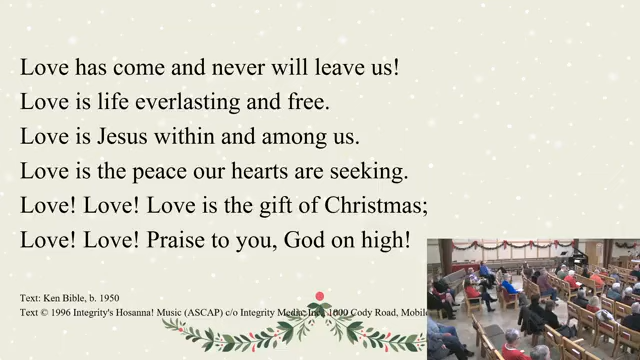 Love has come and never will leave us!
Love is life everlasting and free.
Love is Jesus within and among us.
Love is the peace our hearts are seeking.
Love! Love! Love is the gift of Christmas;
Love! Love! Praise to you, God on high!
Text: Ken Bible, b. 1950
Text © 1996 Integrity's Hosanna! Music (ASCAP) c/o Integrity Media, Inc., 1000 Cody Road, Mobile